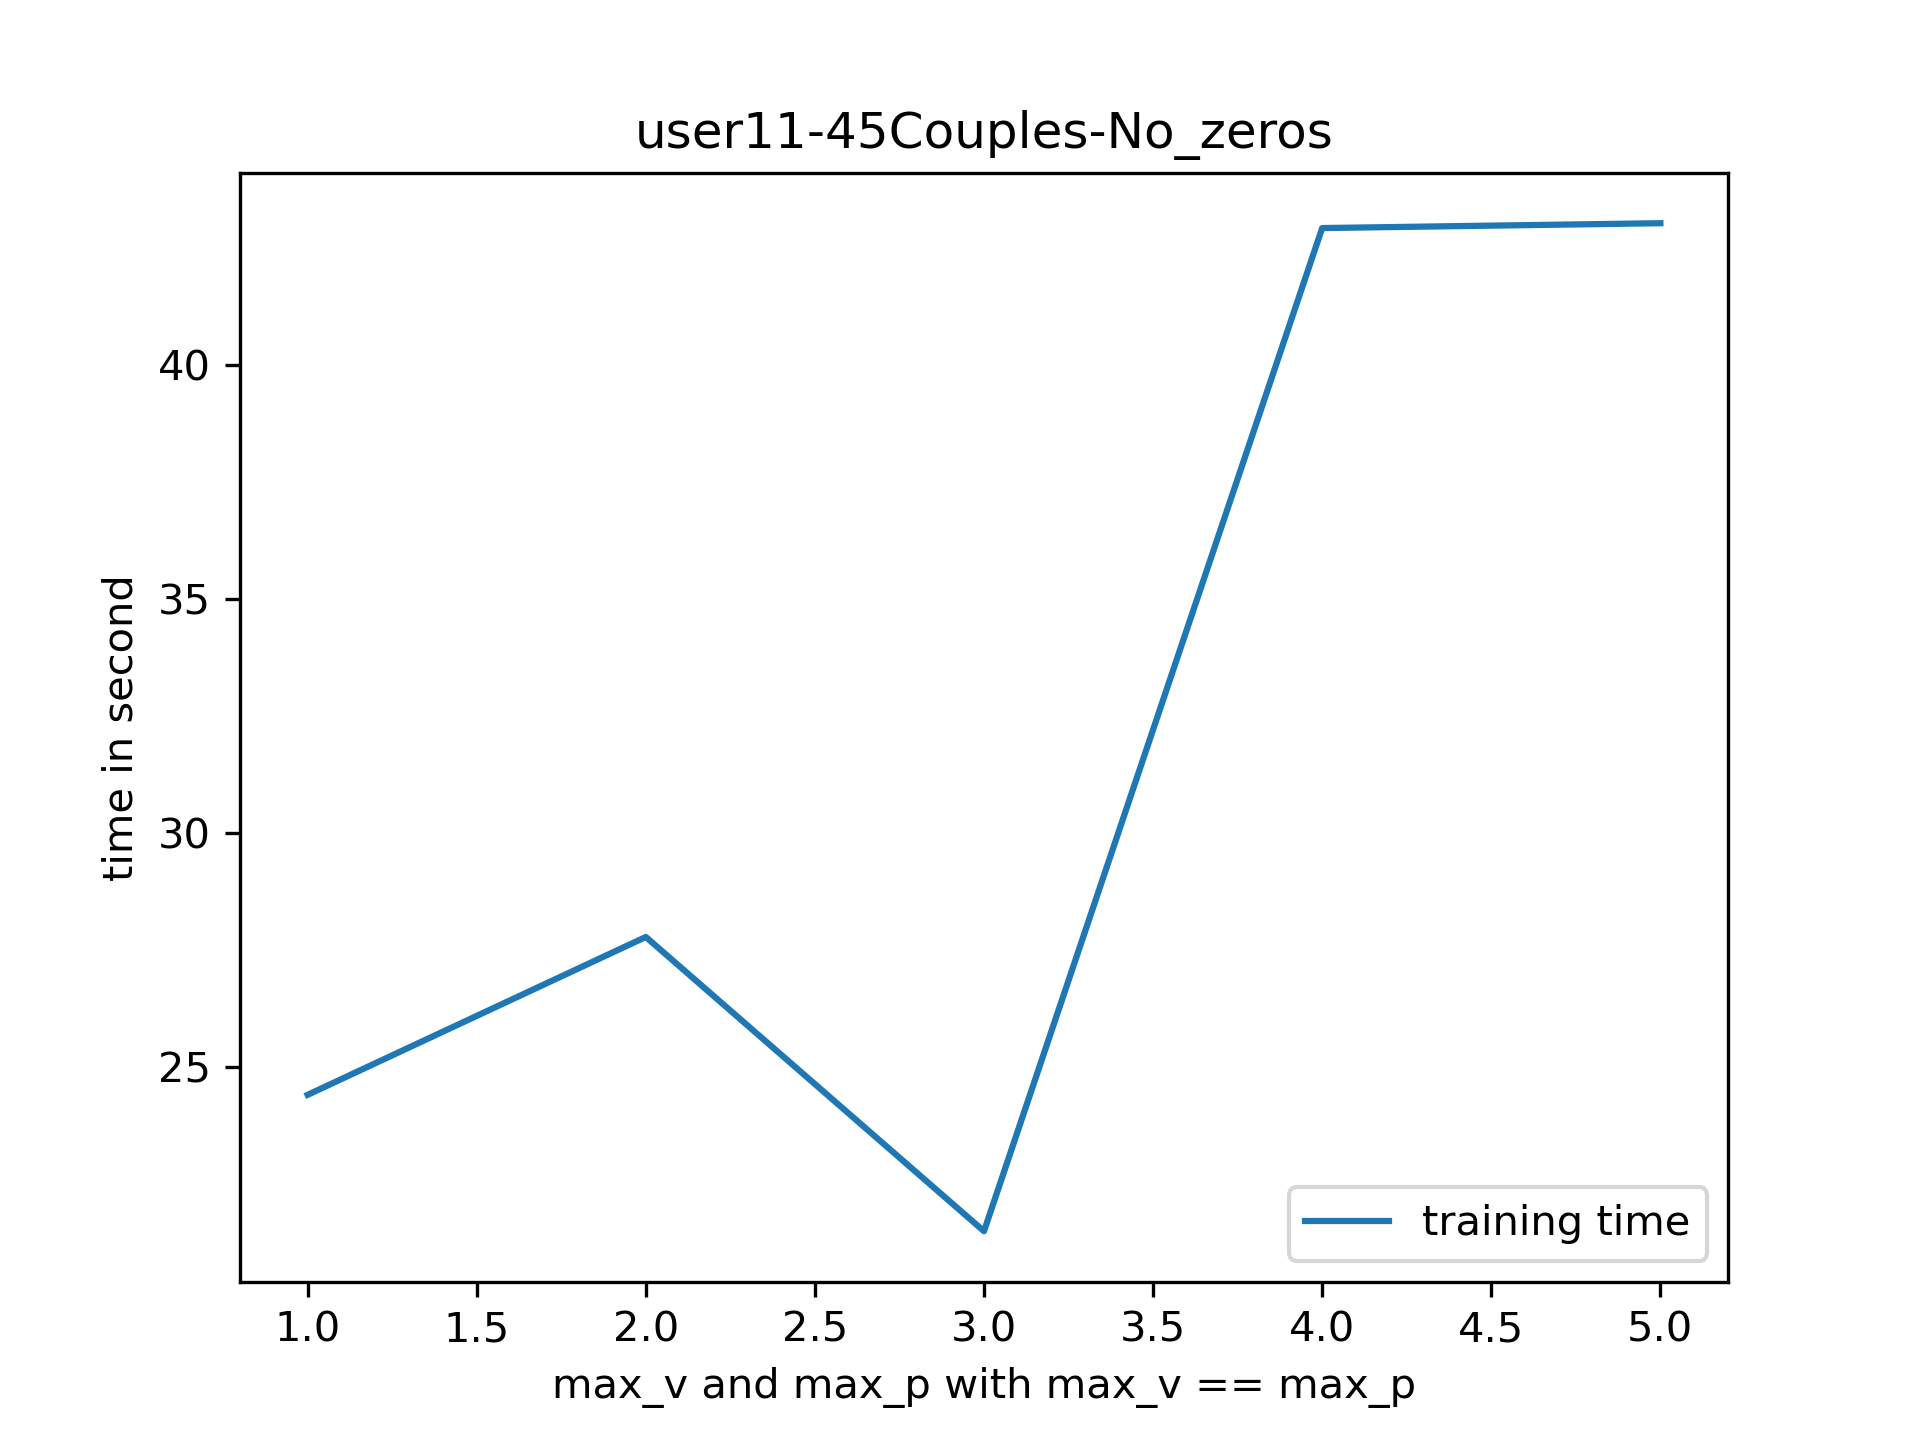 user11-45Couples-No_zeros
time in second
40
35
30
25
training time
1.0 1.5 2.0 2.5 3.0 3.5 4.0 4.5 5.0
max_v and max_p with max_v == max_p